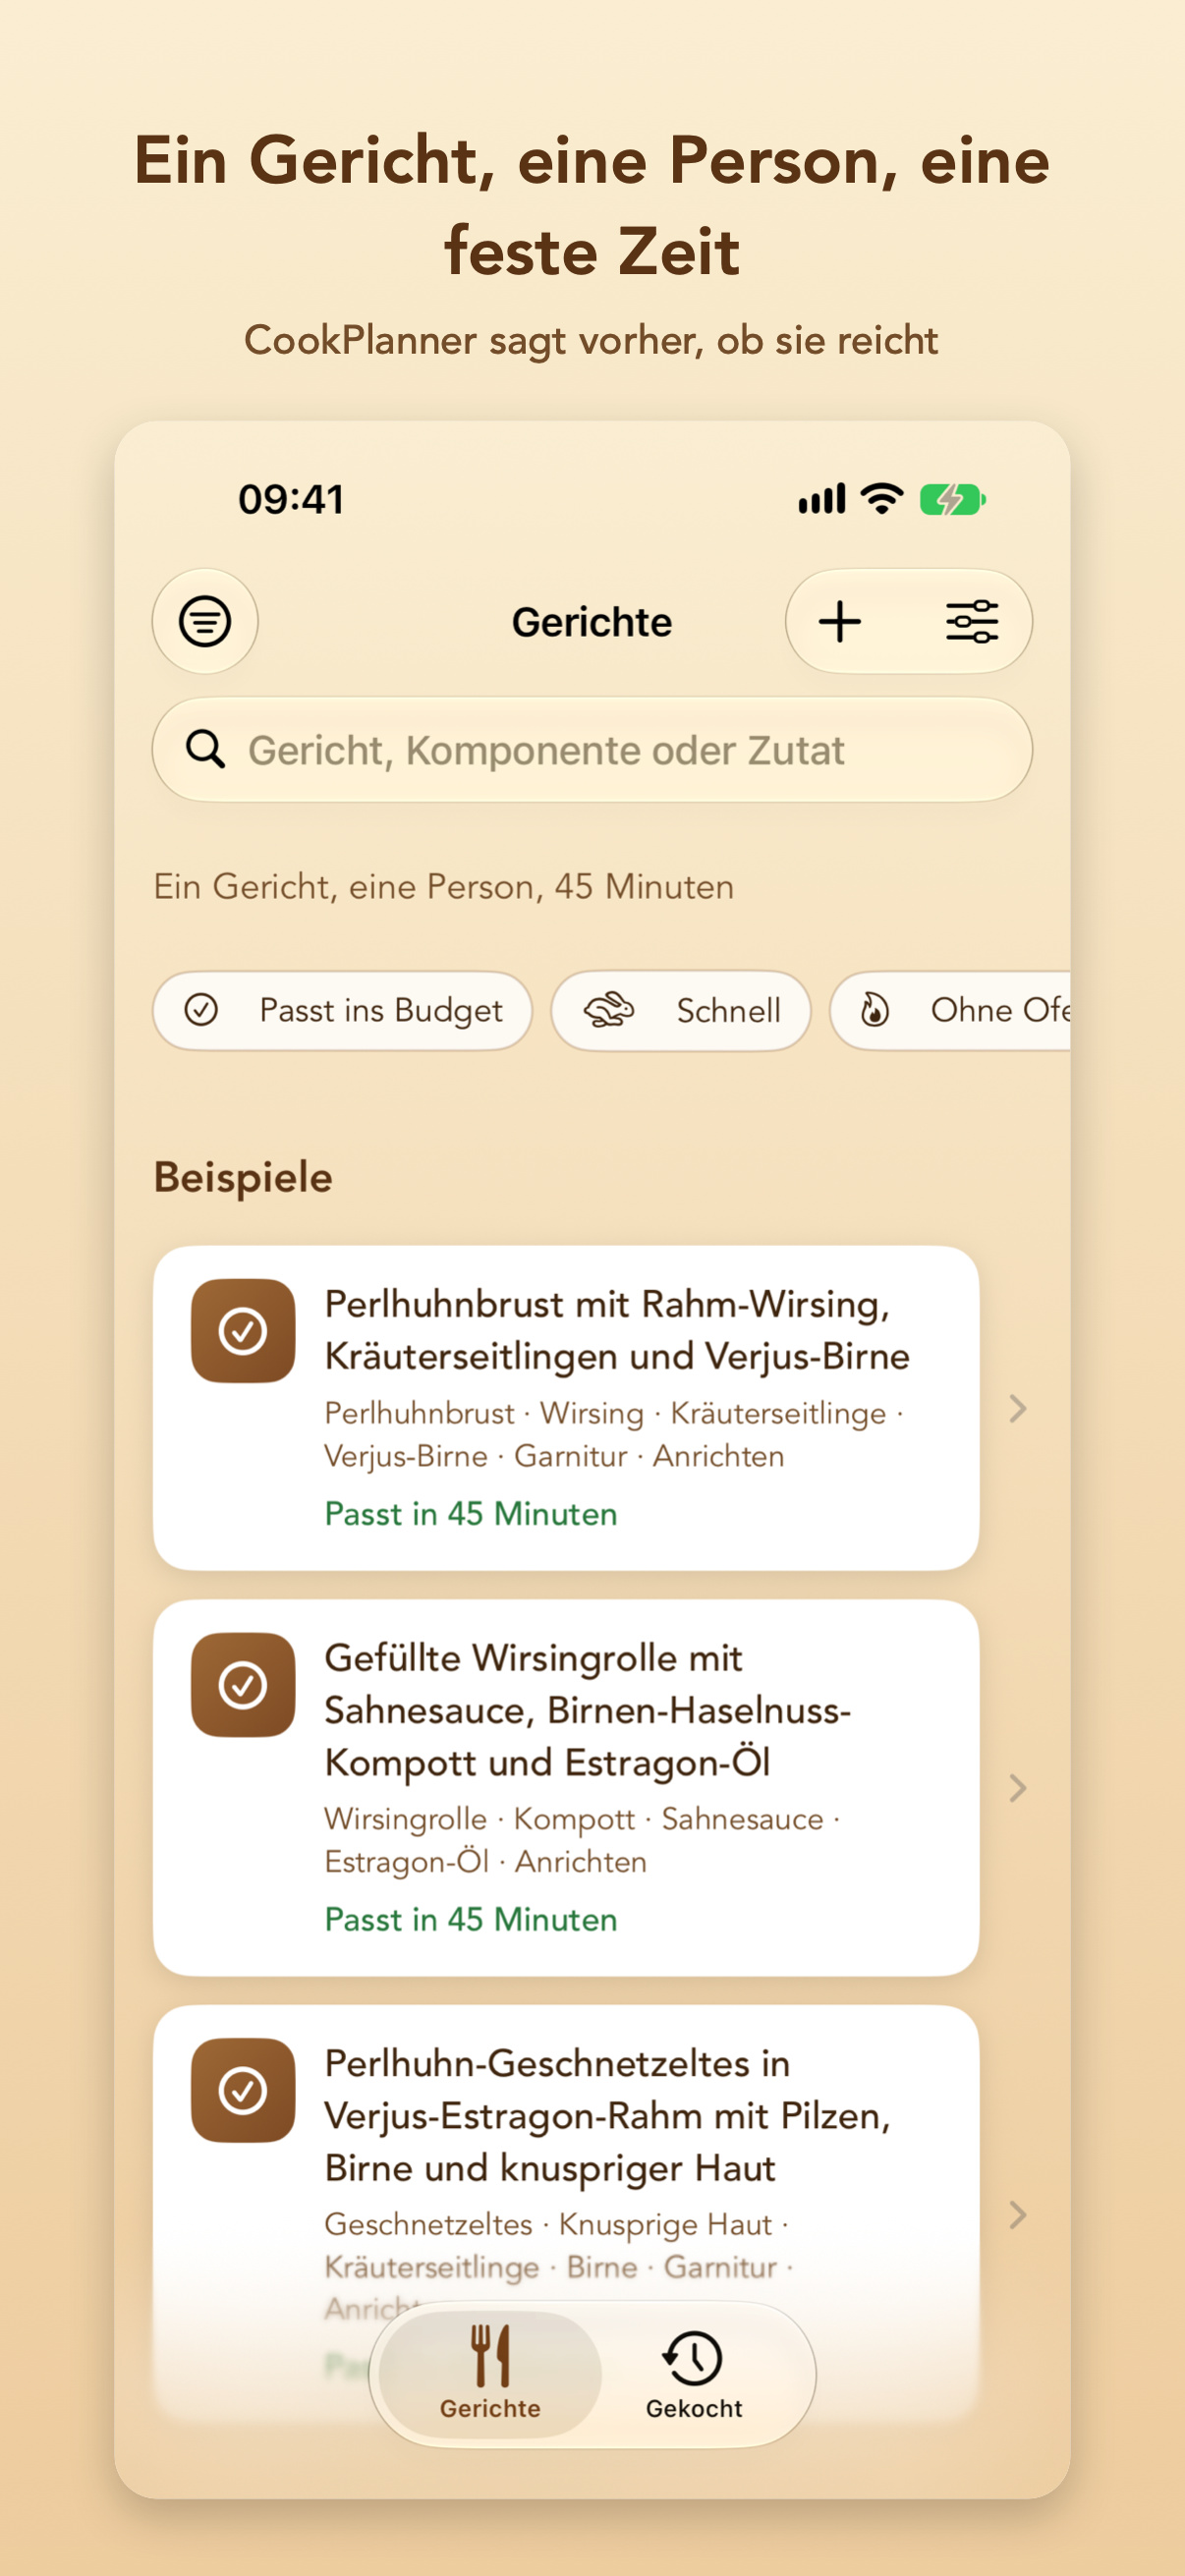 Ein Gericht, eine Person, eine
feste Zeit
CookPlanner sagt vorher, ob sie reicht
09:41
Gerichte
Gericht, Komponente oder Zutat
Ein Gericht, eine Person, 45 Minuten
Passt ins Budget
Schnell
Ohne
Beispiele
Perlhuhnbrust mit Rahm-Wirsing,
Kräuterseitlingen und Verjus-Birne
Perlhuhnbrust · Wirsing · Kräuterseitlinge ·
Verjus-Birne · Garnitur · Anrichten
Passt in 45 Minuten
Gefüllte Wirsingrolle mit
Sahnesauce, Birnen-Haselnuss-
Kompott und Estragon-Öl
Wirsingrolle · Kompott · Sahnesauce ·
Estragon-Öl · Anrichten
Passt in 45 Minuten
Perlhuhn-Geschnetzeltes in
Verjus-Estragon-Rahm mit Pilzen,
Birne und knuspriger Haut
Geschnetzeltes · Knusprige Haut ·
Kräuterseitlinge · Birne · Garnitur ·
Gerichte
Gekocht